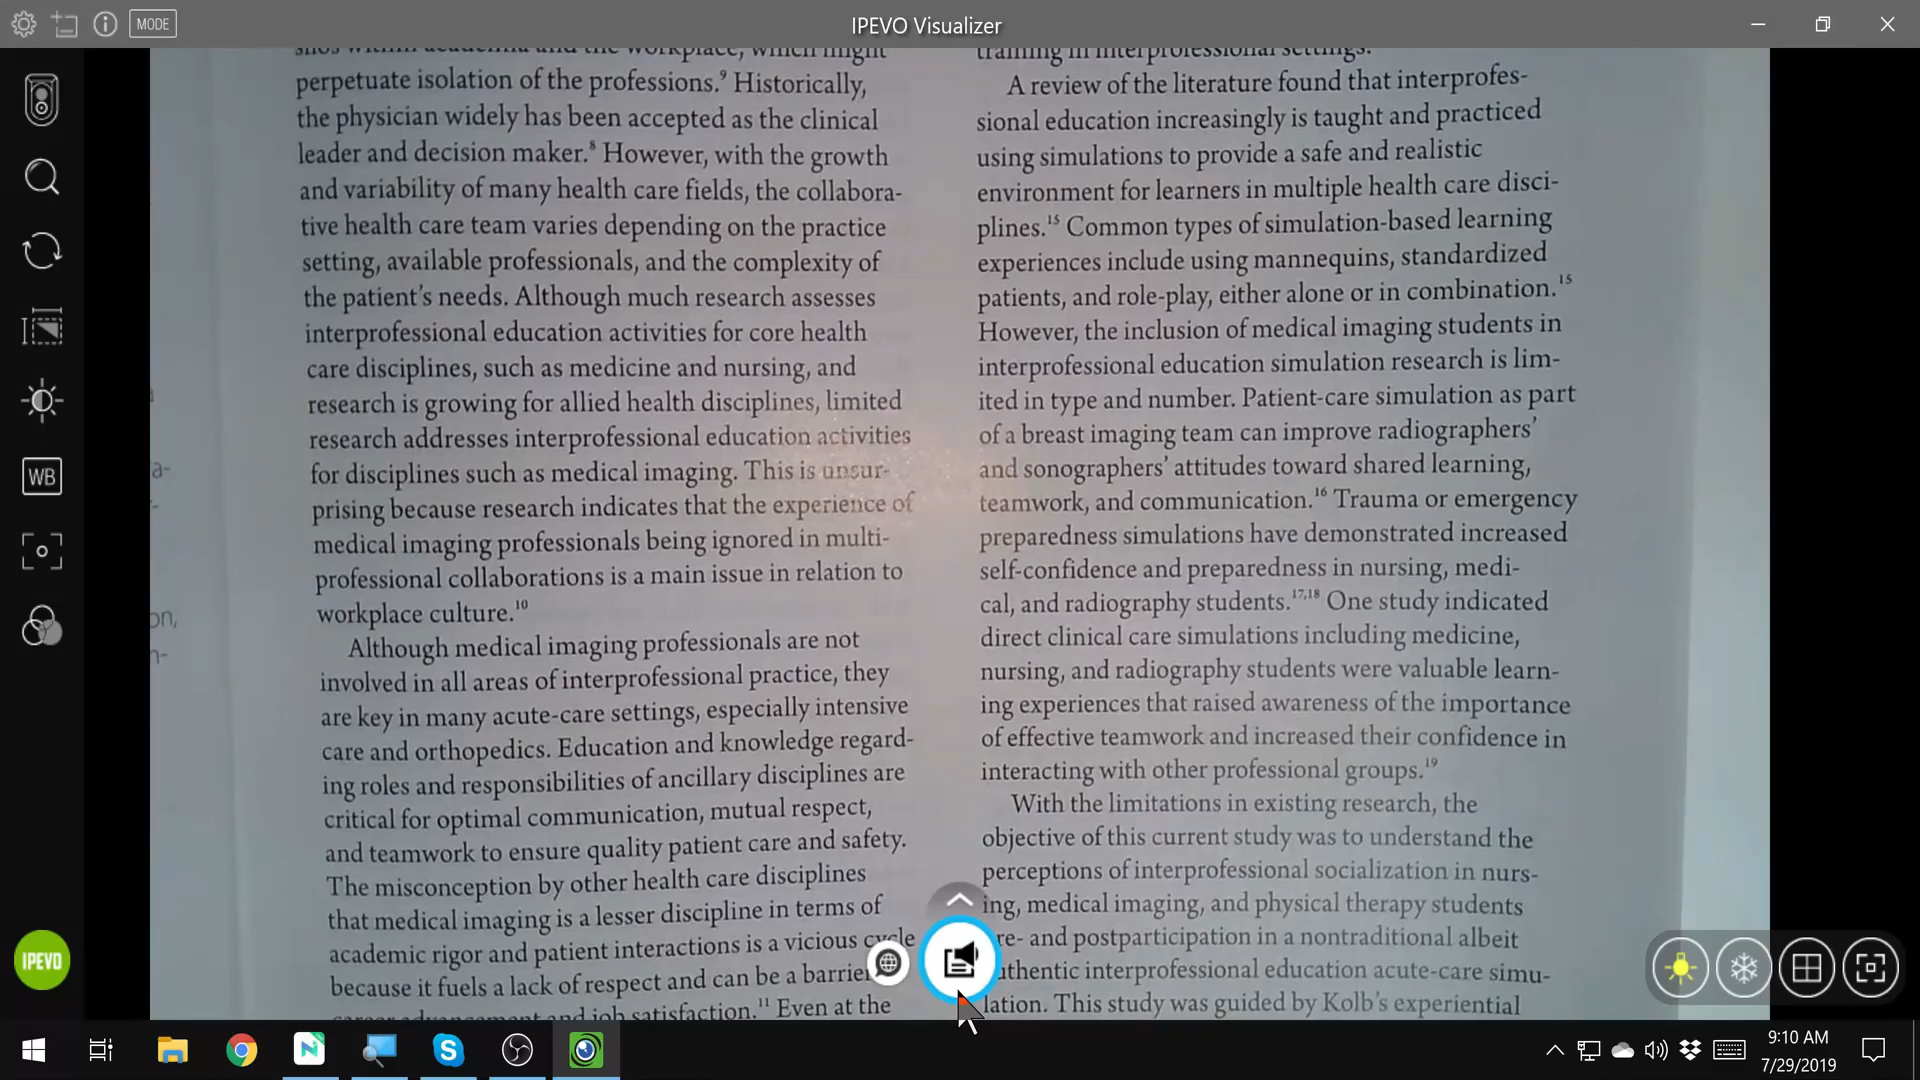 MODE
IPEVO Visualizer
silos within academia and the workplace, which might
perpetuate isolation of the professions.⁹ Historically,
the physician widely has been accepted as the clinical
leader and decision maker.⁸ However, with the growth
and variability of many health care fields, the collabora-
tive health care team varies depending on the practice
setting, available professionals, and the complexity of
the patient's needs. Although much research assesses
interprofessional education activities for core health
care disciplines, such as medicine and nursing, and
research is growing for allied health disciplines, limited
research addresses interprofessional education activities
for disciplines such as medical imaging. This is unsur-
prising because research indicates that the experience of
medical imaging professionals being ignored in multi-
professional collaborations is a main issue in relation to
workplace culture.¹⁰
Although medical imaging professionals are not
involved in all areas of interprofessional practice, they
are key in many acute-care settings, especially intensive
care and orthopedics. Education and knowledge regard-
ing roles and responsibilities of ancillary disciplines are
critical for optimal communication, mutual respect,
and teamwork to ensure quality patient care and safety.
The misconception by other health care disciplines
that medical imaging is a lesser discipline in terms of
academic rigor and patient interactions is a vicious cycle
because it fuels a lack of respect and can be a barrier
career advancement and job satisfaction.¹¹ Even at the
training in interprofessional settings.
A review of the literature found that interprofes-
sional education increasingly is taught and practiced
using simulations to provide a safe and realistic
environment for learners in multiple health care disci-
plines.¹⁵ Common types of simulation-based learning
experiences include using mannequins, standardized
patients, and role-play, either alone or in combination.¹⁵
However, the inclusion of medical imaging students in
interprofessional education simulation research is lim-
ited in type and number. Patient-care simulation as part
of a breast imaging team can improve radiographers'
and sonographers' attitudes toward shared learning,
teamwork, and communication.¹⁶ Trauma or emergency
preparedness simulations have demonstrated increased
self-confidence and preparedness in nursing, medi-
cal, and radiography students.¹⁷,¹⁸ One study indicated
direct clinical care simulations including medicine,
nursing, and radiography students were valuable learn-
ing experiences that raised awareness of the importance
of effective teamwork and increased their confidence in
interacting with other professional groups.¹⁹
With the limitations in existing research, the
objective of this current study was to understand the
perceptions of interprofessional socialization in nurs-
ing, medical imaging, and physical therapy students
re- and postparticipation in a nontraditional albeit
uthentic interprofessional education acute-care simu-
lation. This study was guided by Kolb's experiential
a-
on,
n-
WB
IPEVO
9:10 AM
7/29/2019